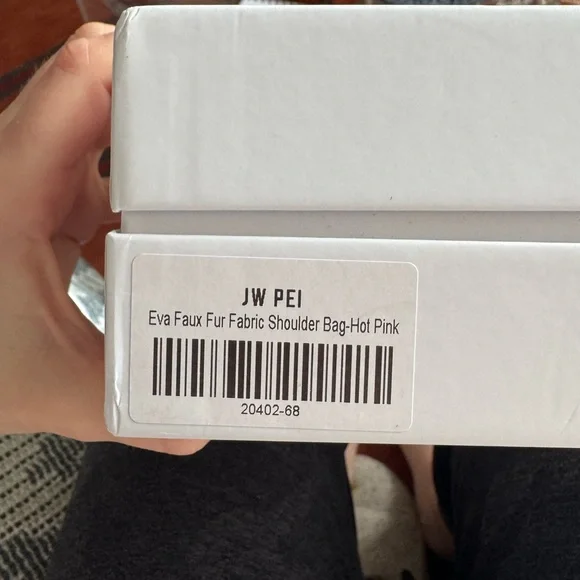 JW PEI
Eva Faux Fur Fabric Shoulder Bag-Hot Pink
20402-68